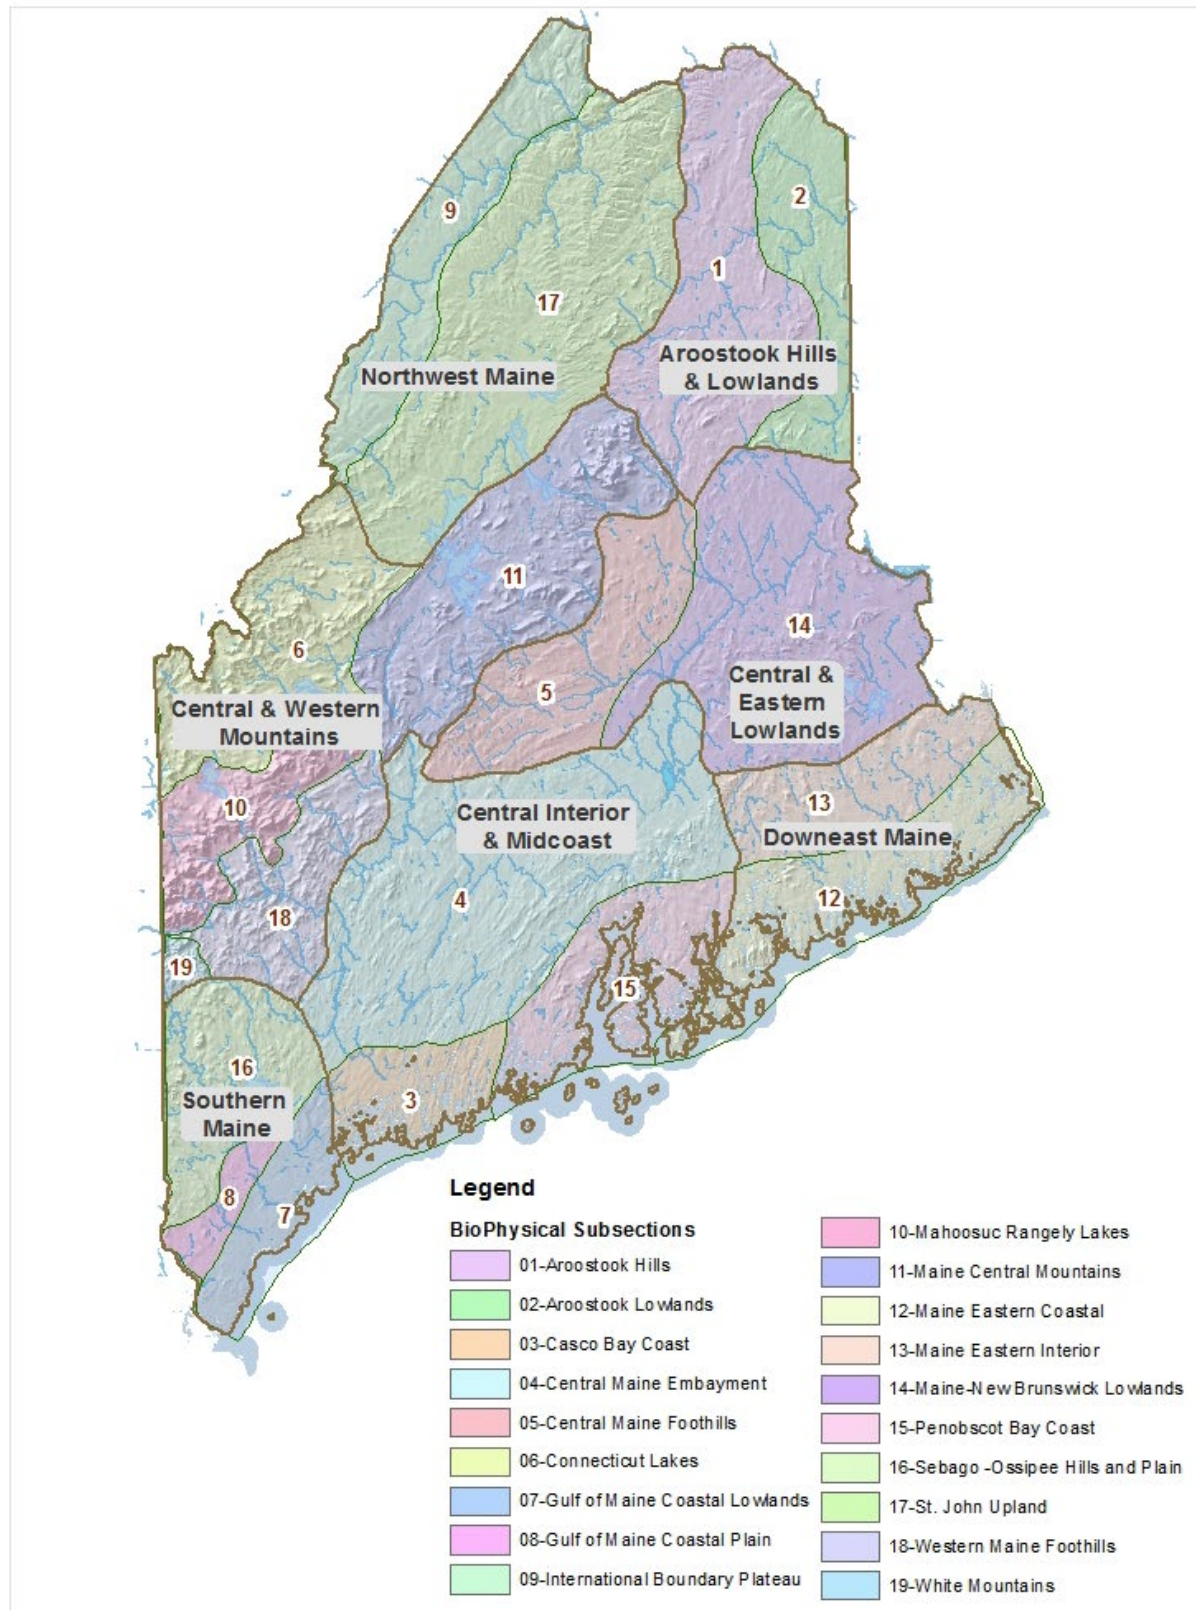 9
2
1
17
Aroostook Hills
& Lowlands
Northwest Maine
11
14
6
5
Central &
Eastern
Lowlands
Central & Western
Mountains
10
13
Central Interior
& Midcoast
Downeast Maine
4
12
18
19
15
16
3
Southern
Maine
8
7
Legend
BioPhysical Subsections
01-Aroostook Hills
02-Aroostook Lowlands
03-Casco Bay Coast
04-Central Maine Embayment
05-Central Maine Foothills
06-Connecticut Lakes
07-Gulf of Maine Coastal Lowlands
08-Gulf of Maine Coastal Plain
09-International Boundary Plateau
10-Mahoosuc Rangely Lakes
11-Maine Central Mountains
12-Maine Eastern Coastal
13-Maine Eastern Interior
14-Maine-New Brunswick Lowlands
15-Penobscot Bay Coast
16-Sebago -Ossipee Hills and Plain
17-St. John Upland
18-Western Maine Foothills
19-White Mountains